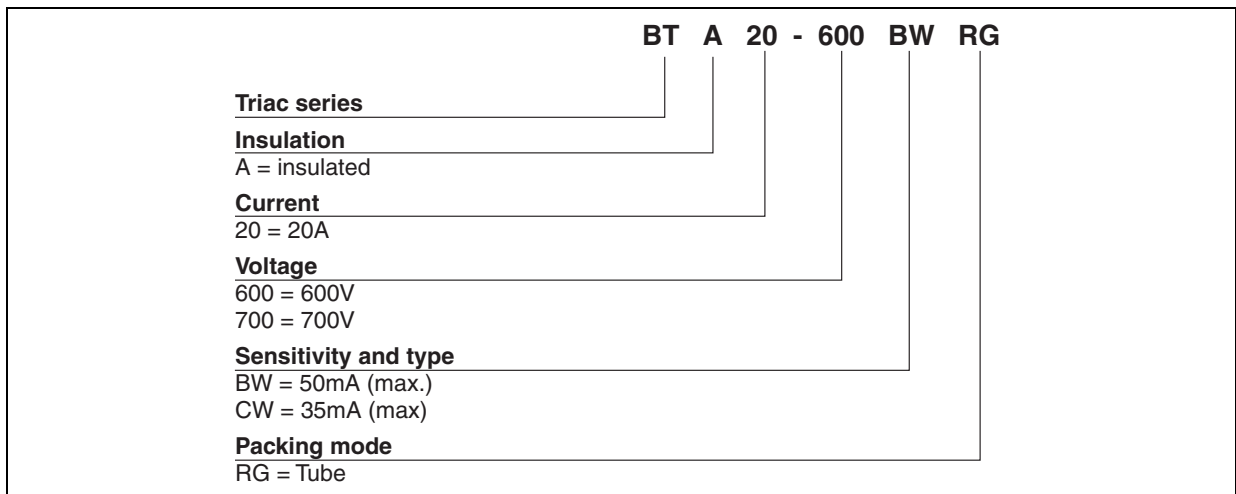 BT A 20 - 600 BW RG
Triac series
Insulation
A = insulated
Current
20 = 20A
Voltage
600 = 600V
700 = 700V
Sensitivity and type
BW = 50mA (max.)
CW = 35mA (max)
Packing mode
RG = Tube